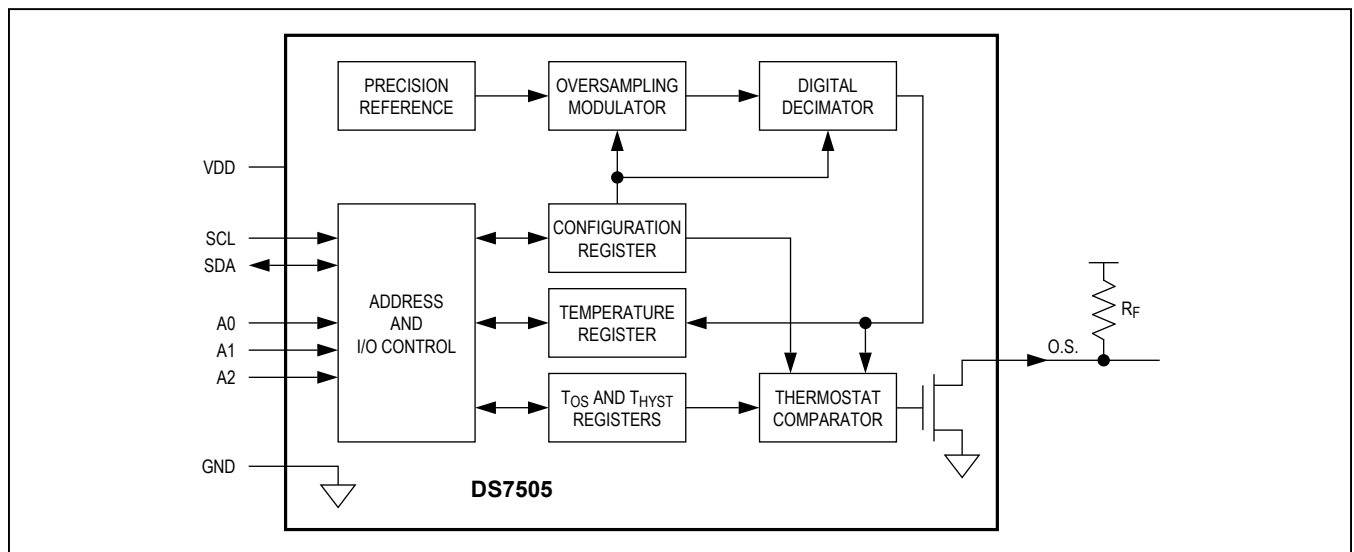 PRECISION
REFERENCE
OVERSAMPLING
MODULATOR
DIGITAL
DECIMATOR
VDD
SCL
SDA
A0
A1
A2
GND
ADDRESS
AND
I/O CONTROL
CONFIGURATION
REGISTER
TEMPERATURE
REGISTER
TOS AND THYST
REGISTERS
THERMOSTAT
COMPARATOR
O.S.
RF
DS7505